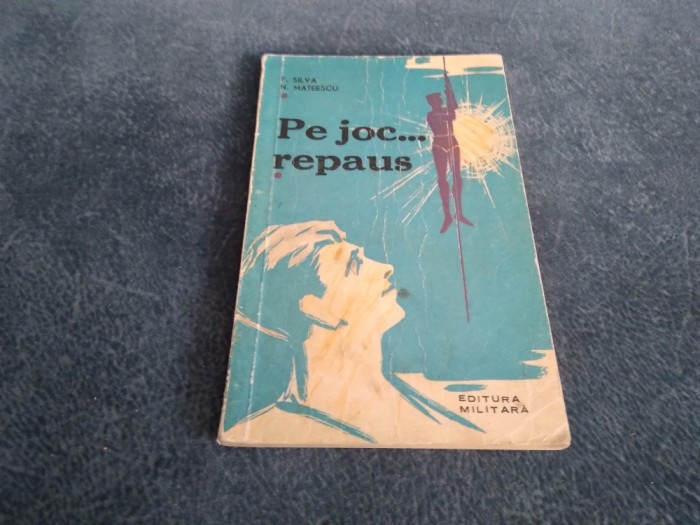 F. SILVA
N. MATEESCU
Pe joc...
repaus
EDITURA
MILITARĂ